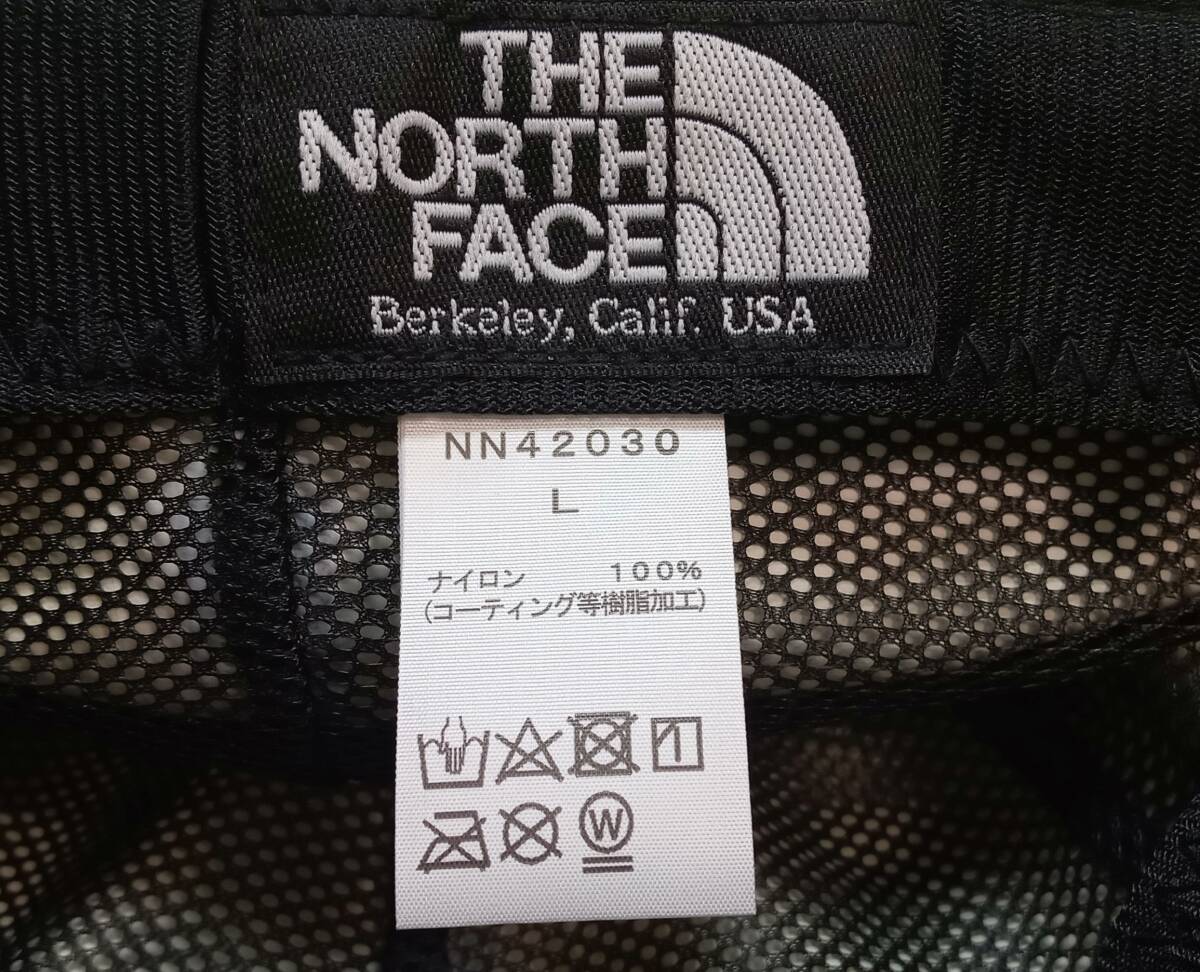 THE
NORTH
FACE
Berkeley, Calif. USA
NN42030
L
ナイロン 100%
(コーティング等樹脂加工)
W